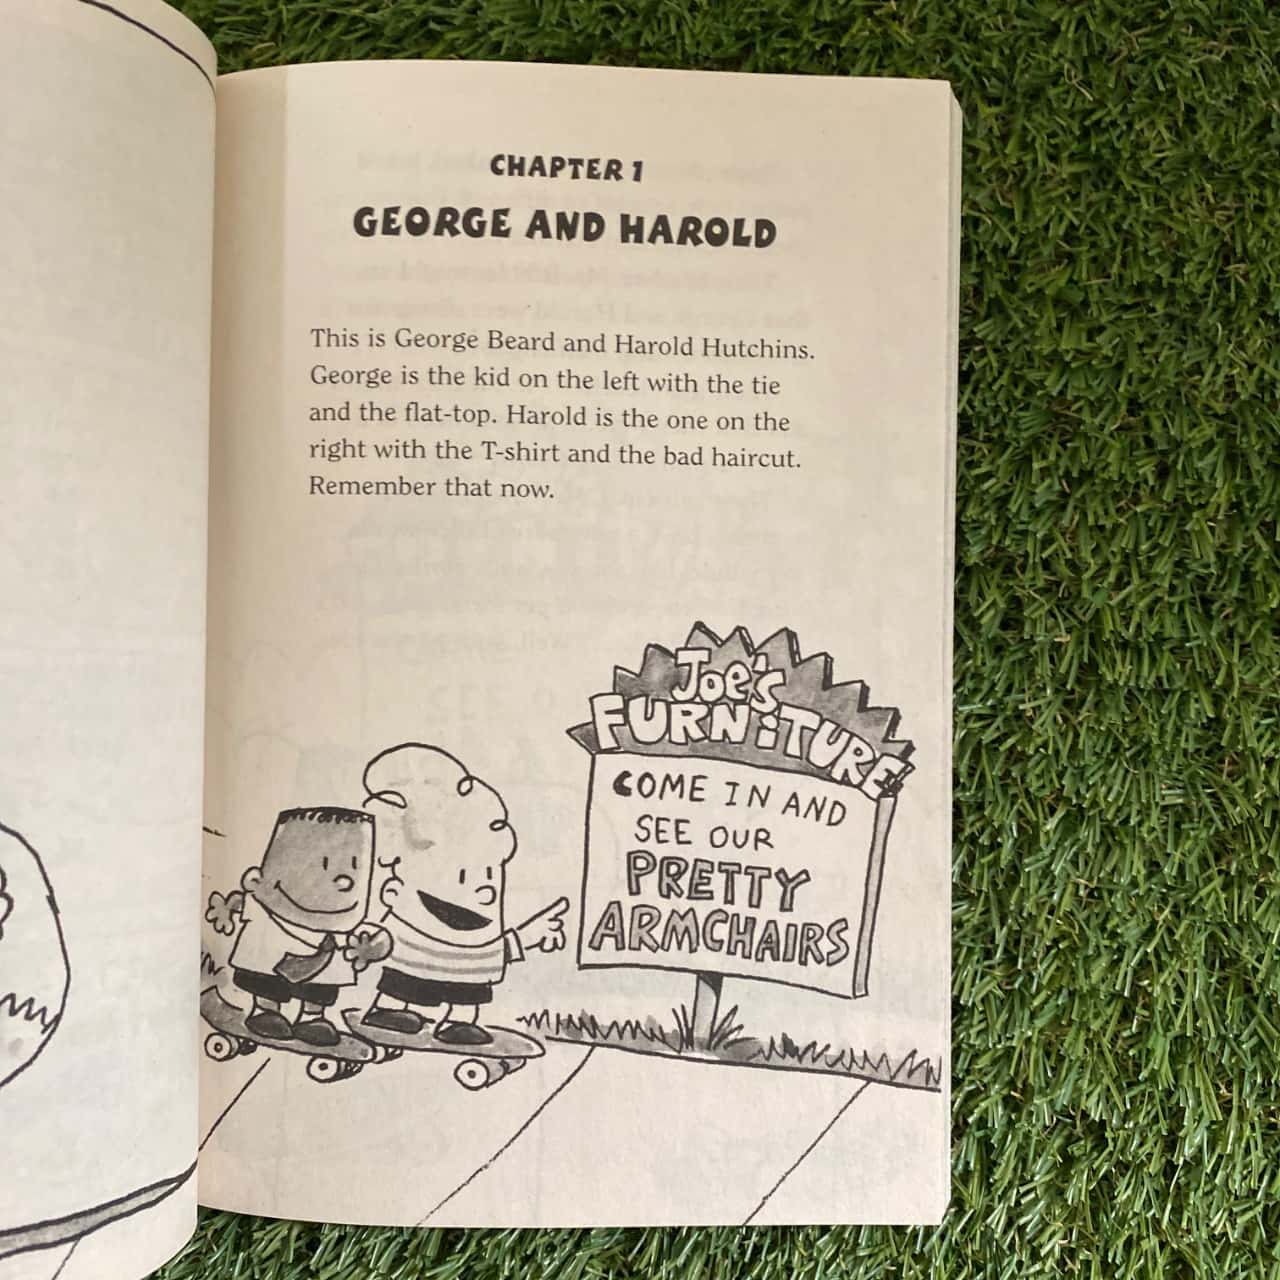 CHAPTER 1
GEORGE AND HAROLD
This is George Beard and Harold Hutchins.
George is the kid on the left with the tie
and the flat-top. Harold is the one on the
right with the T-shirt and the bad haircut.
Remember that now.
Joe's
FURNiTURE
COME IN AND
SEE OUR
PRETTY
ARMCHAIRS